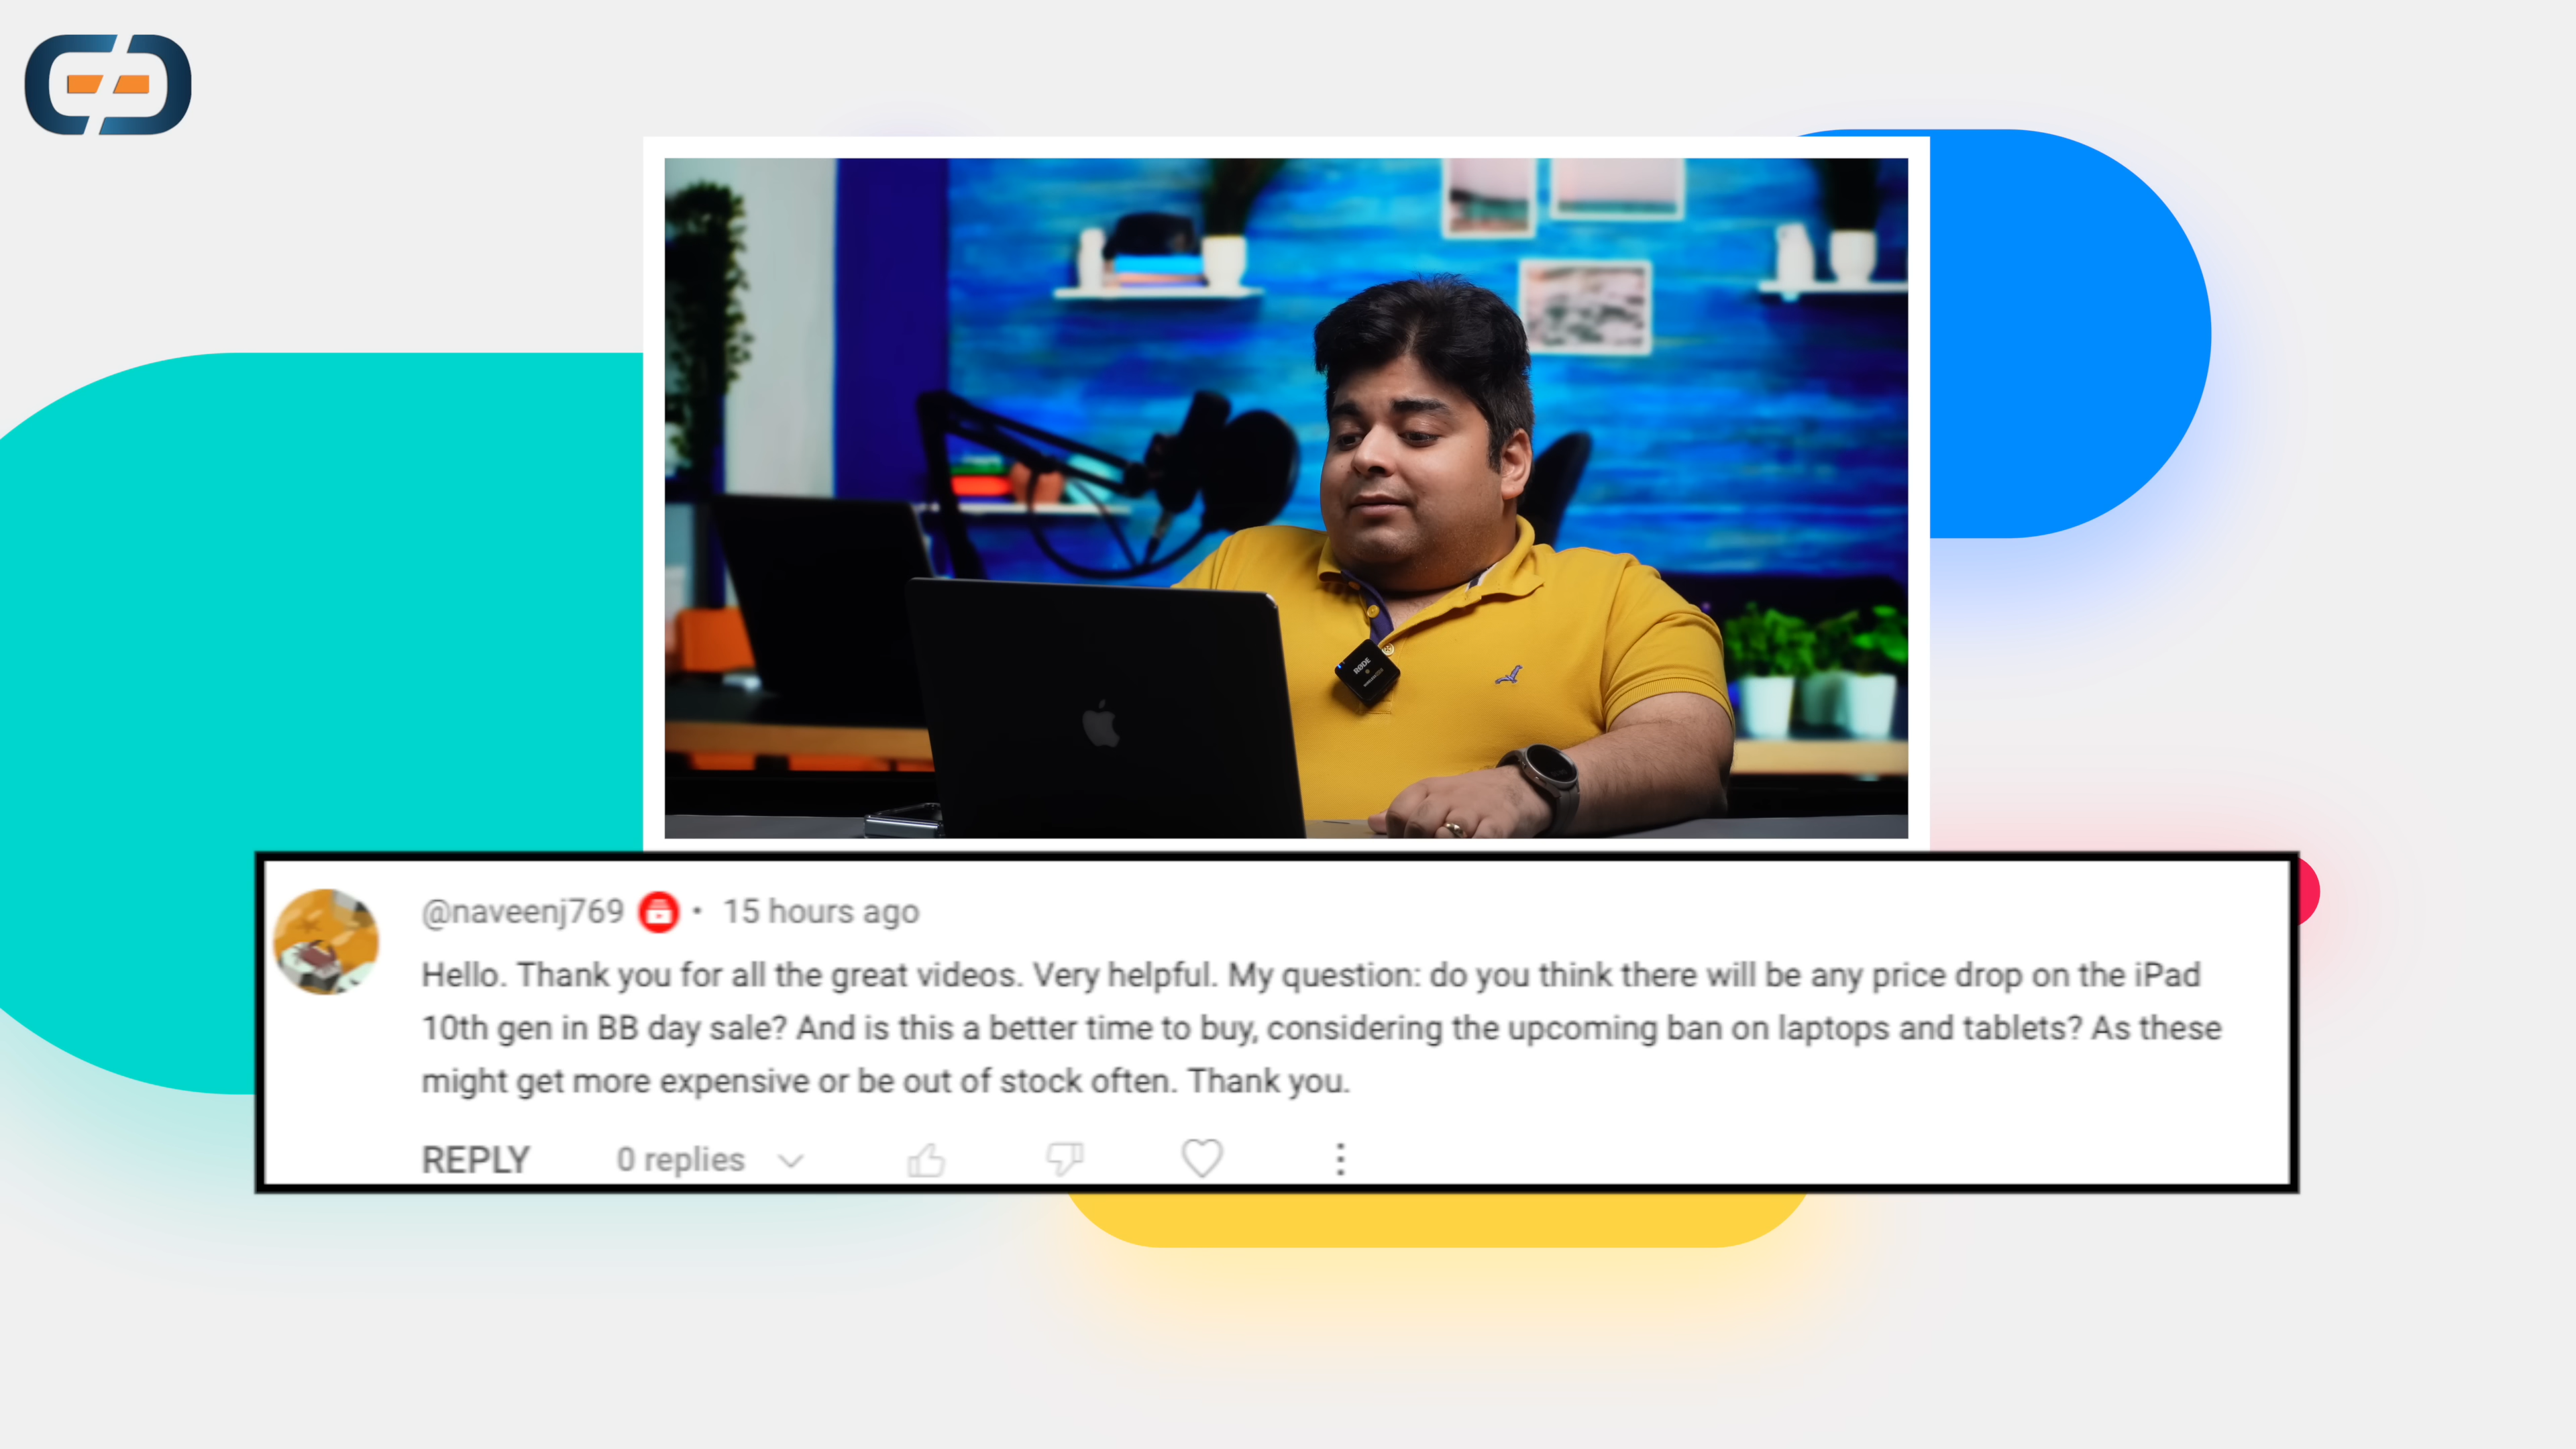 RØDE
@naveenj769 • 15 hours ago
Hello. Thank you for all the great videos. Very helpful. My question: do you think there will be any price drop on the iPad
10th gen in BB day sale? And is this a better time to buy, considering the upcoming ban on laptops and tablets? As these
might get more expensive or be out of stock often. Thank you.
REPLY 0 replies